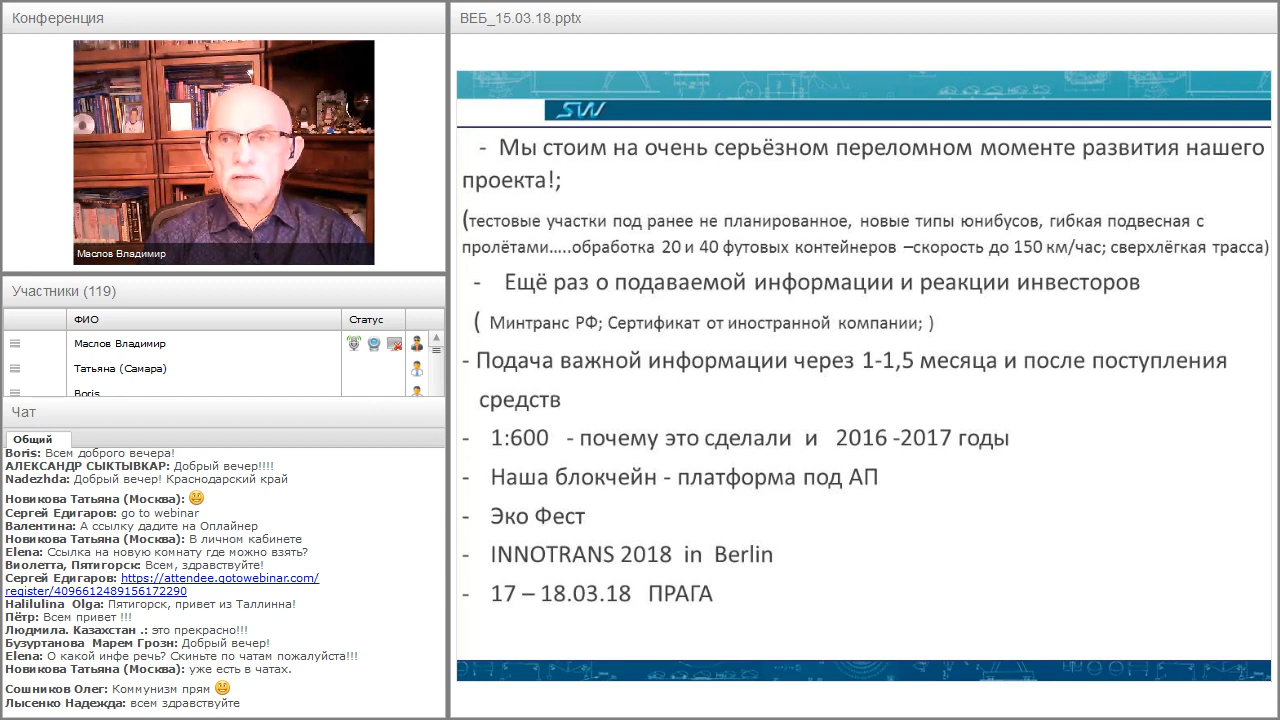 Конференция
Маслов Владимир
Участники (119)
ФИО
Статус
Маслов Владимир
Татьяна (Самара)
Boris
Чат
Общий
Boris: Всем доброго вечера!
АЛЕКСАНДР СЫКТЫВКАР: Добрый вечер!!!!
Nadezhda: Добрый вечер! Краснодарский край
Новикова Татьяна (Москва):
Сергей Едигаров: go to webinar
Валентина: А ссылку дадите на Оплайнер
Новикова Татьяна (Москва): В личном кабинете
Elena: Ссылка на новую комнату где можно взять?
Виолетта, Пятигорск: Всем, здравствуйте!
Сергей Едигаров: https://attendee.gotowebinar.com/
register/4096612489156172290
Halilulina Olga: Пятигорск, привет из Таллинна!
Пётр: Всем привет !!!
Людмила. Казахстан .: это прекрасно!!!
Бузуртанова Марем Грозн: Добрый вечер!
Elena: О какой инфе речь? Скиньте по чатам пожалуйста!!!
Новикова Татьяна (Москва): уже есть в чатах.
Сошников Олег: Коммунизм прям
Лысенко Надежда: всем здравствуйте
ВЕБ_15.03.18.pptx
SW
- Мы стоим на очень серьёзном переломном моменте развития нашего
проекта!;
(тестовые участки под ранее не планированное, новые типы юнибусов, гибкая подвесная с
пролётами…..обработка 20 и 40 футовых контейнеров –скорость до 150 км/час; сверхлёгкая трасса)
- Ещё раз о подаваемой информации и реакции инвесторов
( Минтранс РФ; Сертификат от иностранной компании; )
- Подача важной информации через 1-1,5 месяца и после поступления
средств
- 1:600 - почему это сделали и 2016 -2017 годы
- Наша блокчейн - платформа под АП
- Эко Фест
- INNOTRANS 2018 in Berlin
- 17 – 18.03.18 ПРАГА